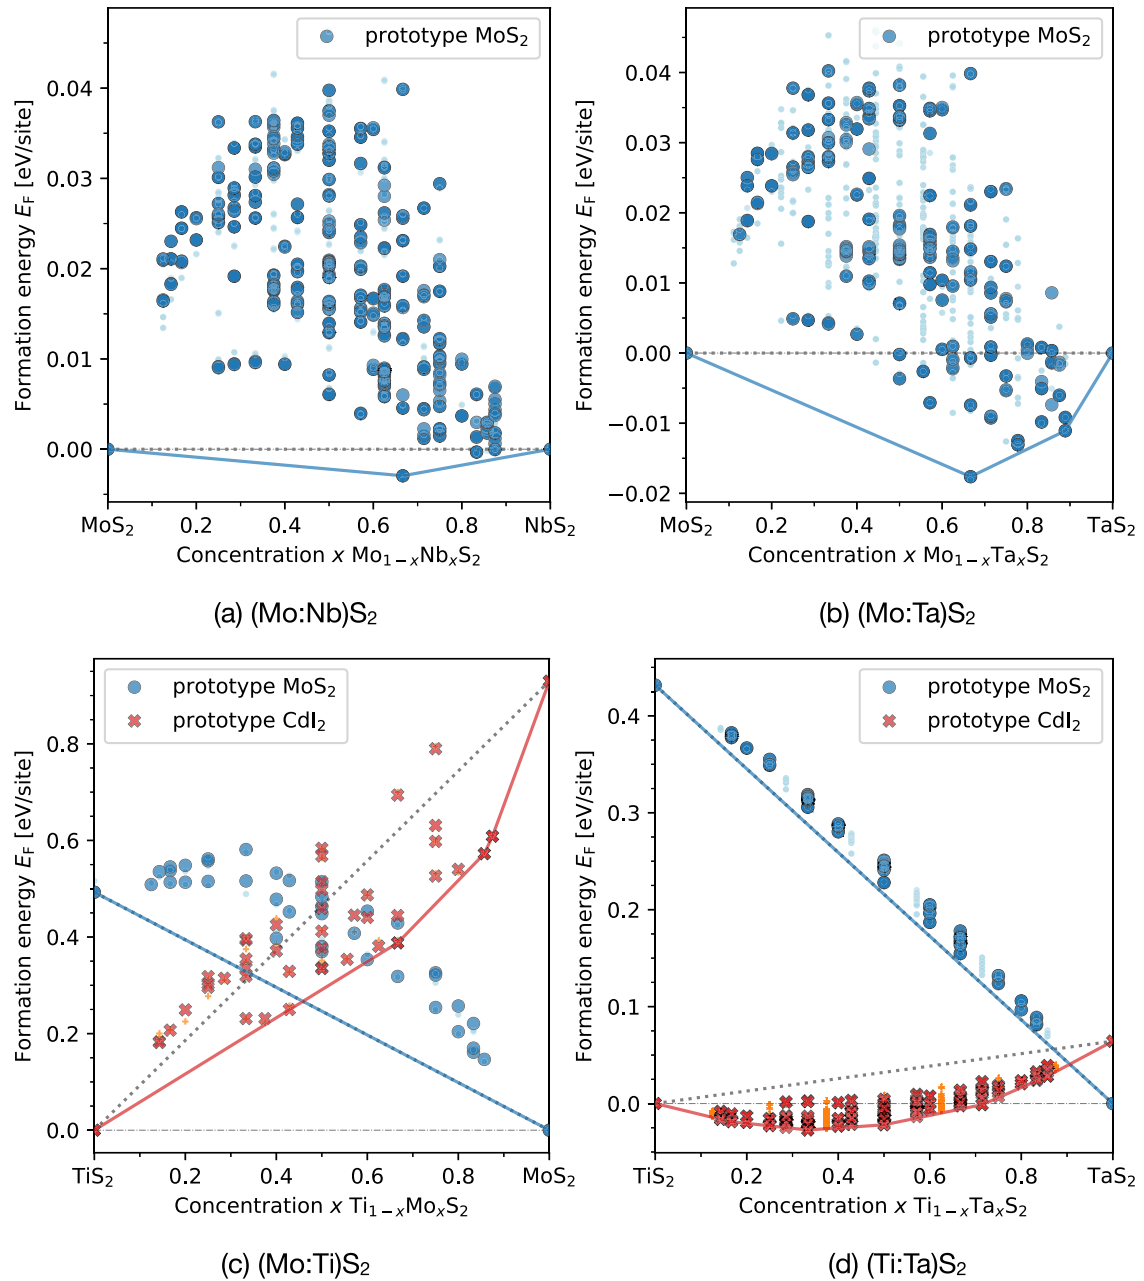 prototype MoS₂
Formation energy E_F [eV/site]
0.04
0.03
0.02
0.01
0.00
MoS₂ 0.2 0.4 0.6 0.8 NbS₂
Concentration x Mo₁₋ₓNbₓS₂
(a) (Mo:Nb)S₂
prototype MoS₂
Formation energy E_F [eV/site]
0.04
0.03
0.02
0.01
0.00
−0.01
−0.02
MoS₂ 0.2 0.4 0.6 0.8 TaS₂
Concentration x Mo₁₋ₓTaₓS₂
(b) (Mo:Ta)S₂
prototype MoS₂
prototype CdI₂
Formation energy E_F [eV/site]
0.8
0.6
0.4
0.2
0.0
TiS₂ 0.2 0.4 0.6 0.8 MoS₂
Concentration x Ti₁₋ₓMoₓS₂
(c) (Mo:Ti)S₂
prototype MoS₂
prototype CdI₂
Formation energy E_F [eV/site]
0.4
0.3
0.2
0.1
0.0
TiS₂ 0.2 0.4 0.6 0.8 TaS₂
Concentration x Ti₁₋ₓTaₓS₂
(d) (Ti:Ta)S₂